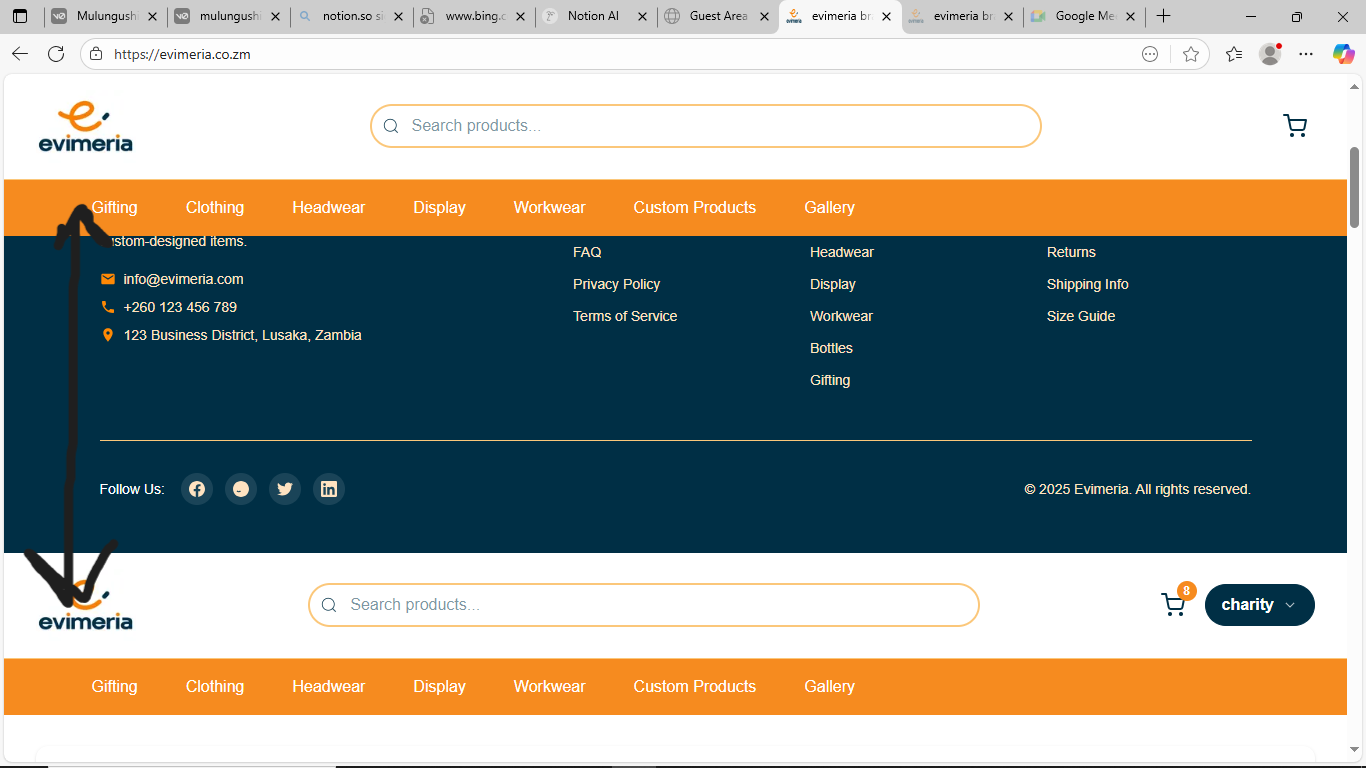 Mulungushi
mulungushi
notion.so si
www.bing.c
Notion AI
Guest Area
evimeria br
evimeria br
Google Me
https://evimeria.co.zm
evimeria
Search products...
Gifting Clothing Headwear Display Workwear Custom Products Gallery
ustom-designed items.
FAQ Headwear Returns
info@evimeria.com
Privacy Policy Display Shipping Info
+260 123 456 789
Terms of Service Workwear Size Guide
123 Business District, Lusaka, Zambia
Bottles
Gifting
Follow Us:
© 2025 Evimeria. All rights reserved.
evimeria
Search products...
8
charity
Gifting Clothing Headwear Display Workwear Custom Products Gallery